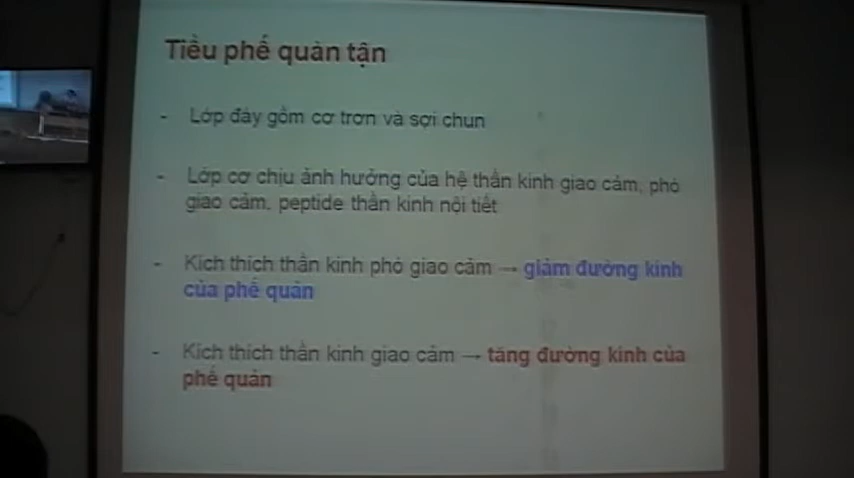 Tiểu phế quản tận
- Lớp đáy gồm cơ trơn và sợi chun
- Lớp cơ chịu ảnh hưởng của hệ thần kinh giao cảm, phó
giao cảm, peptide thần kinh nội tiết
- Kích thích thần kinh phó giao cảm → giảm đường kính
của phế quản
- Kích thích thần kinh giao cảm → tăng đường kính của
phế quản